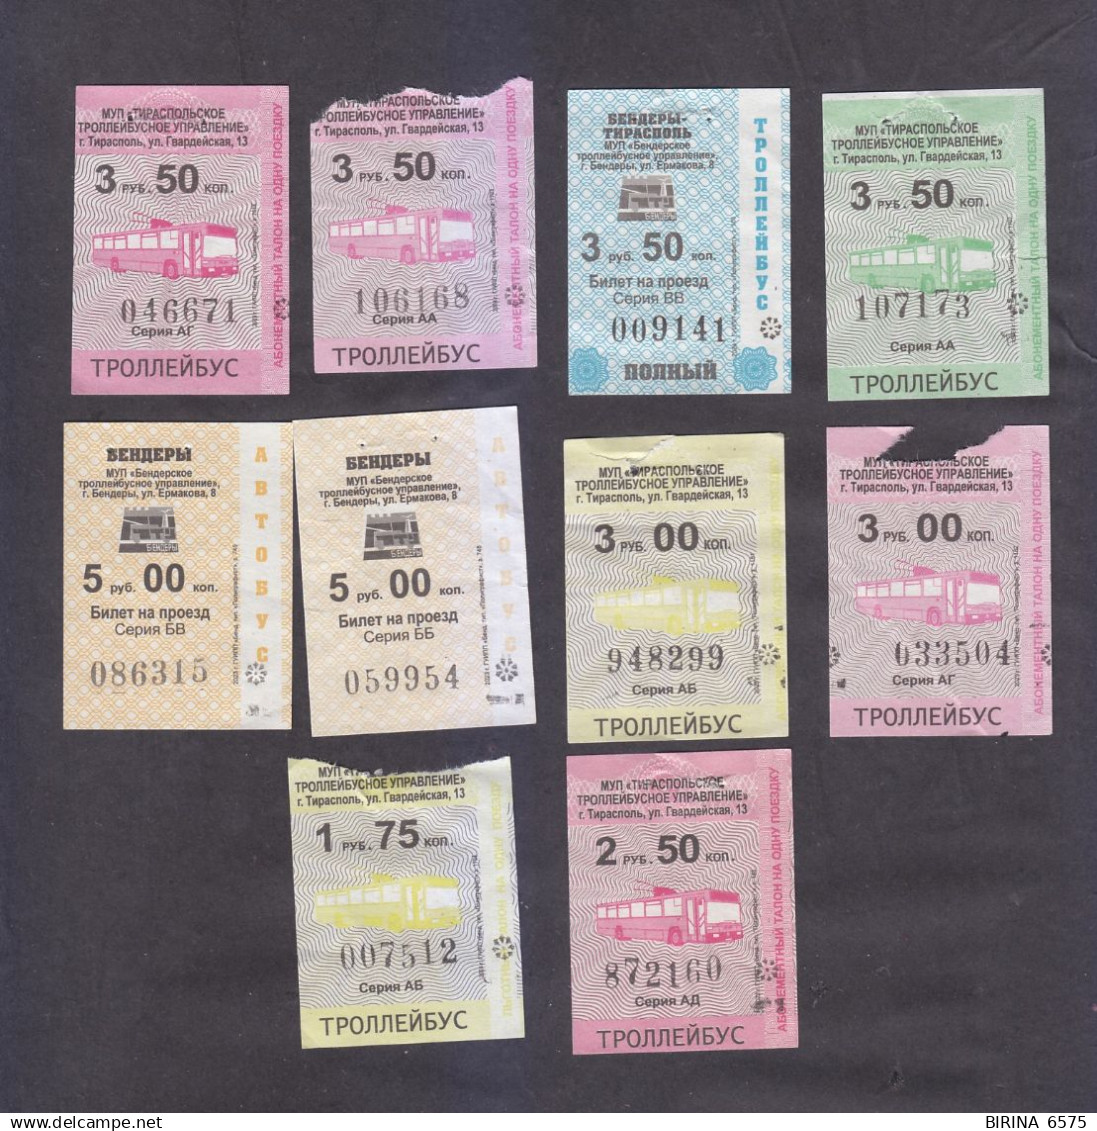 МУП «ТИРАСПОЛЬСКОЕ
ТРОЛЛЕЙБУСНОЕ УПРАВЛЕНИЕ»
г. Тирасполь, ул. Гвардейская, 13
3 РУБ. 50 КОП.
046671
Серия АГ
ТРОЛЛЕЙБУС
АБОНЕМЕНТНЫЙ ТАЛОН НА ОДНУ ПОЕЗДКУ
МУП «ТИРАСПОЛЬСКОЕ
ТРОЛЛЕЙБУСНОЕ УПРАВЛЕНИЕ»
г. Тирасполь, ул. Гвардейская, 13
3 РУБ. 50 КОП.
106168
Серия АА
ТРОЛЛЕЙБУС
АБОНЕМЕНТНЫЙ ТАЛОН НА ОДНУ ПОЕЗДКУ
БЕНДЕРЫ-
ТИРАСПОЛЬ
МУП «Бендерское
троллейбусное управление»,
г. Бендеры, ул. Ермакова, 8
БЕНДЕРЫ
3 руб. 50 коп.
Билет на проезд
Серия ВВ
009141
ПОЛНЫЙ
ТРОЛЛЕЙБУС
МУП «ТИРАСПОЛЬСКОЕ
ТРОЛЛЕЙБУСНОЕ УПРАВЛЕНИЕ»
г. Тирасполь, ул. Гвардейская, 13
3 РУБ. 50 КОП.
107173
Серия АА
ТРОЛЛЕЙБУС
АБОНЕМЕНТНЫЙ ТАЛОН НА ОДНУ ПОЕЗДКУ
БЕНДЕРЫ
МУП «Бендерское
троллейбусное управление»,
г. Бендеры, ул. Ермакова, 8
БЕНДЕРЫ
5 руб. 00 коп.
Билет на проезд
Серия БВ
086315
АВТОБУС
БЕНДЕРЫ
МУП «Бендерское
троллейбусное управление»,
г. Бендеры, ул. Ермакова, 8
БЕНДЕРЫ
5 руб. 00 коп.
Билет на проезд
Серия ББ
059954
АВТОБУС
МУП «ТИРАСПОЛЬСКОЕ
ТРОЛЛЕЙБУСНОЕ УПРАВЛЕНИЕ»
г. Тирасполь, ул. Гвардейская, 13
3 РУБ. 00 КОП.
948299
Серия АБ
ТРОЛЛЕЙБУС
МУП «ТИРАСПОЛЬСКОЕ
ТРОЛЛЕЙБУСНОЕ УПРАВЛЕНИЕ»
г. Тирасполь, ул. Гвардейская, 13
3 РУБ. 00 КОП.
033504
Серия АГ
ТРОЛЛЕЙБУС
АБОНЕМЕНТНЫЙ ТАЛОН НА ОДНУ ПОЕЗДКУ
МУП «ТИРАСПОЛЬСКОЕ
ТРОЛЛЕЙБУСНОЕ УПРАВЛЕНИЕ»
г. Тирасполь, ул. Гвардейская, 13
1 РУБ. 75 КОП.
007512
Серия АБ
ТРОЛЛЕЙБУС
ТАЛОН НА ОДНУ ПОЕЗДКУ
МУП «ТИРАСПОЛЬСКОЕ
ТРОЛЛЕЙБУСНОЕ УПРАВЛЕНИЕ»
г. Тирасполь, ул. Гвардейская, 13
2 РУБ. 50 КОП.
872160
Серия АД
ТРОЛЛЕЙБУС
АБОНЕМЕНТНЫЙ ТАЛОН НА ОДНУ ПОЕЗДКУ
BIRINA 6575